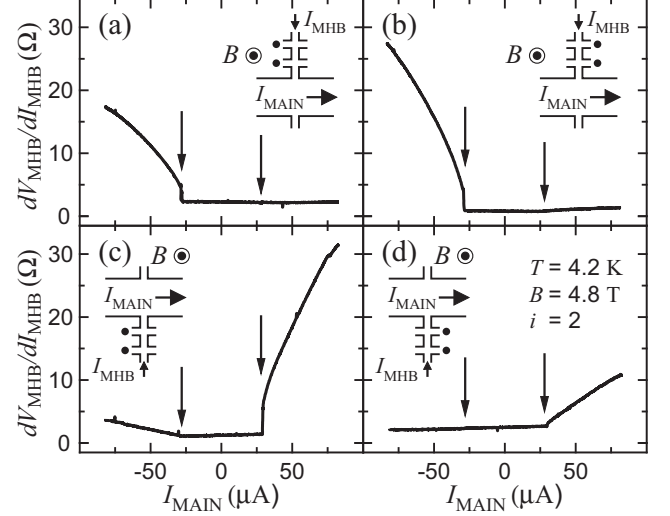 (a)
I_MHB
B
I_MAIN
(b)
I_MHB
B
I_MAIN
dV_MHB/dI_MHB (Ω)
30
20
10
0
(c)
B
I_MAIN
I_MHB
(d)
B
T = 4.2 K
B = 4.8 T
i = 2
I_MAIN
I_MHB
dV_MHB/dI_MHB (Ω)
30
20
10
0
-50 0 50
-50 0 50
I_MAIN (µA)
I_MAIN (µA)